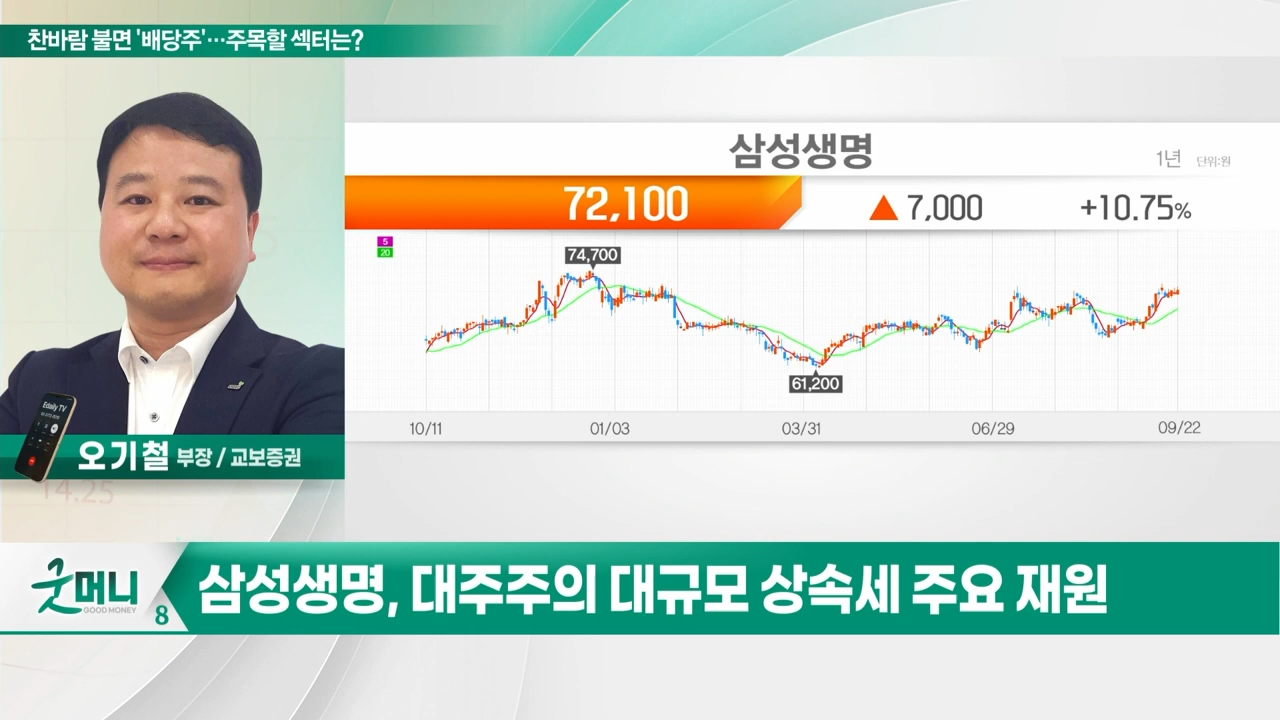 찬바람 불면 '배당주'…주목할 섹터는?
삼성생명
1년 단위:원
72,100 ▲ 7,000 +10.75%
5
20
74,700
61,200
10/11 01/03 03/31 06/29 09/22
Edaily TV
오기철 부장 / 교보증권
14.25
굿머니
GOOD MONEY
8
삼성생명, 대주주의 대규모 상속세 주요 재원